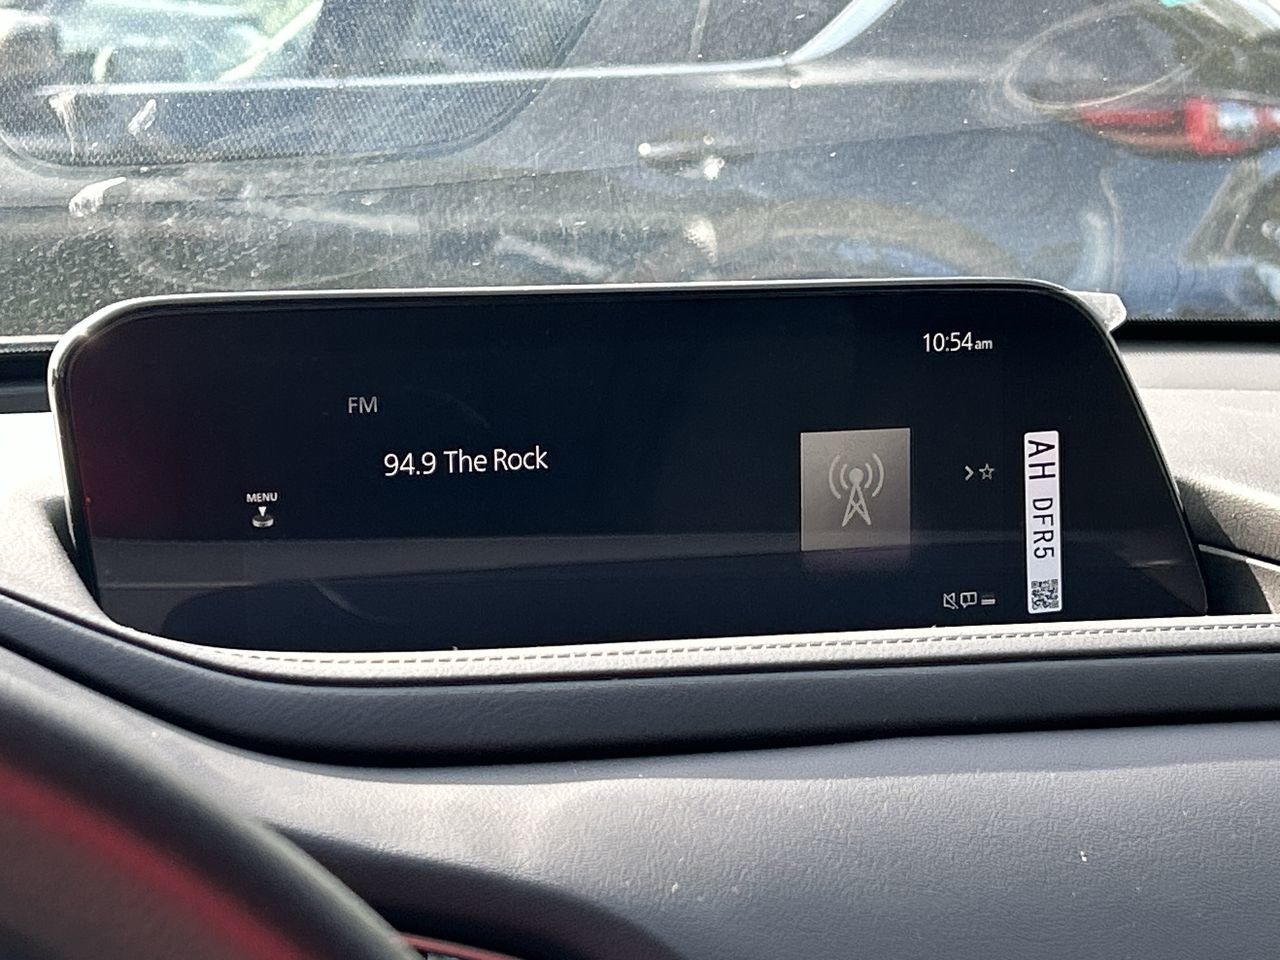 10:54am
FM
94.9 The Rock
MENU
AH DFR5